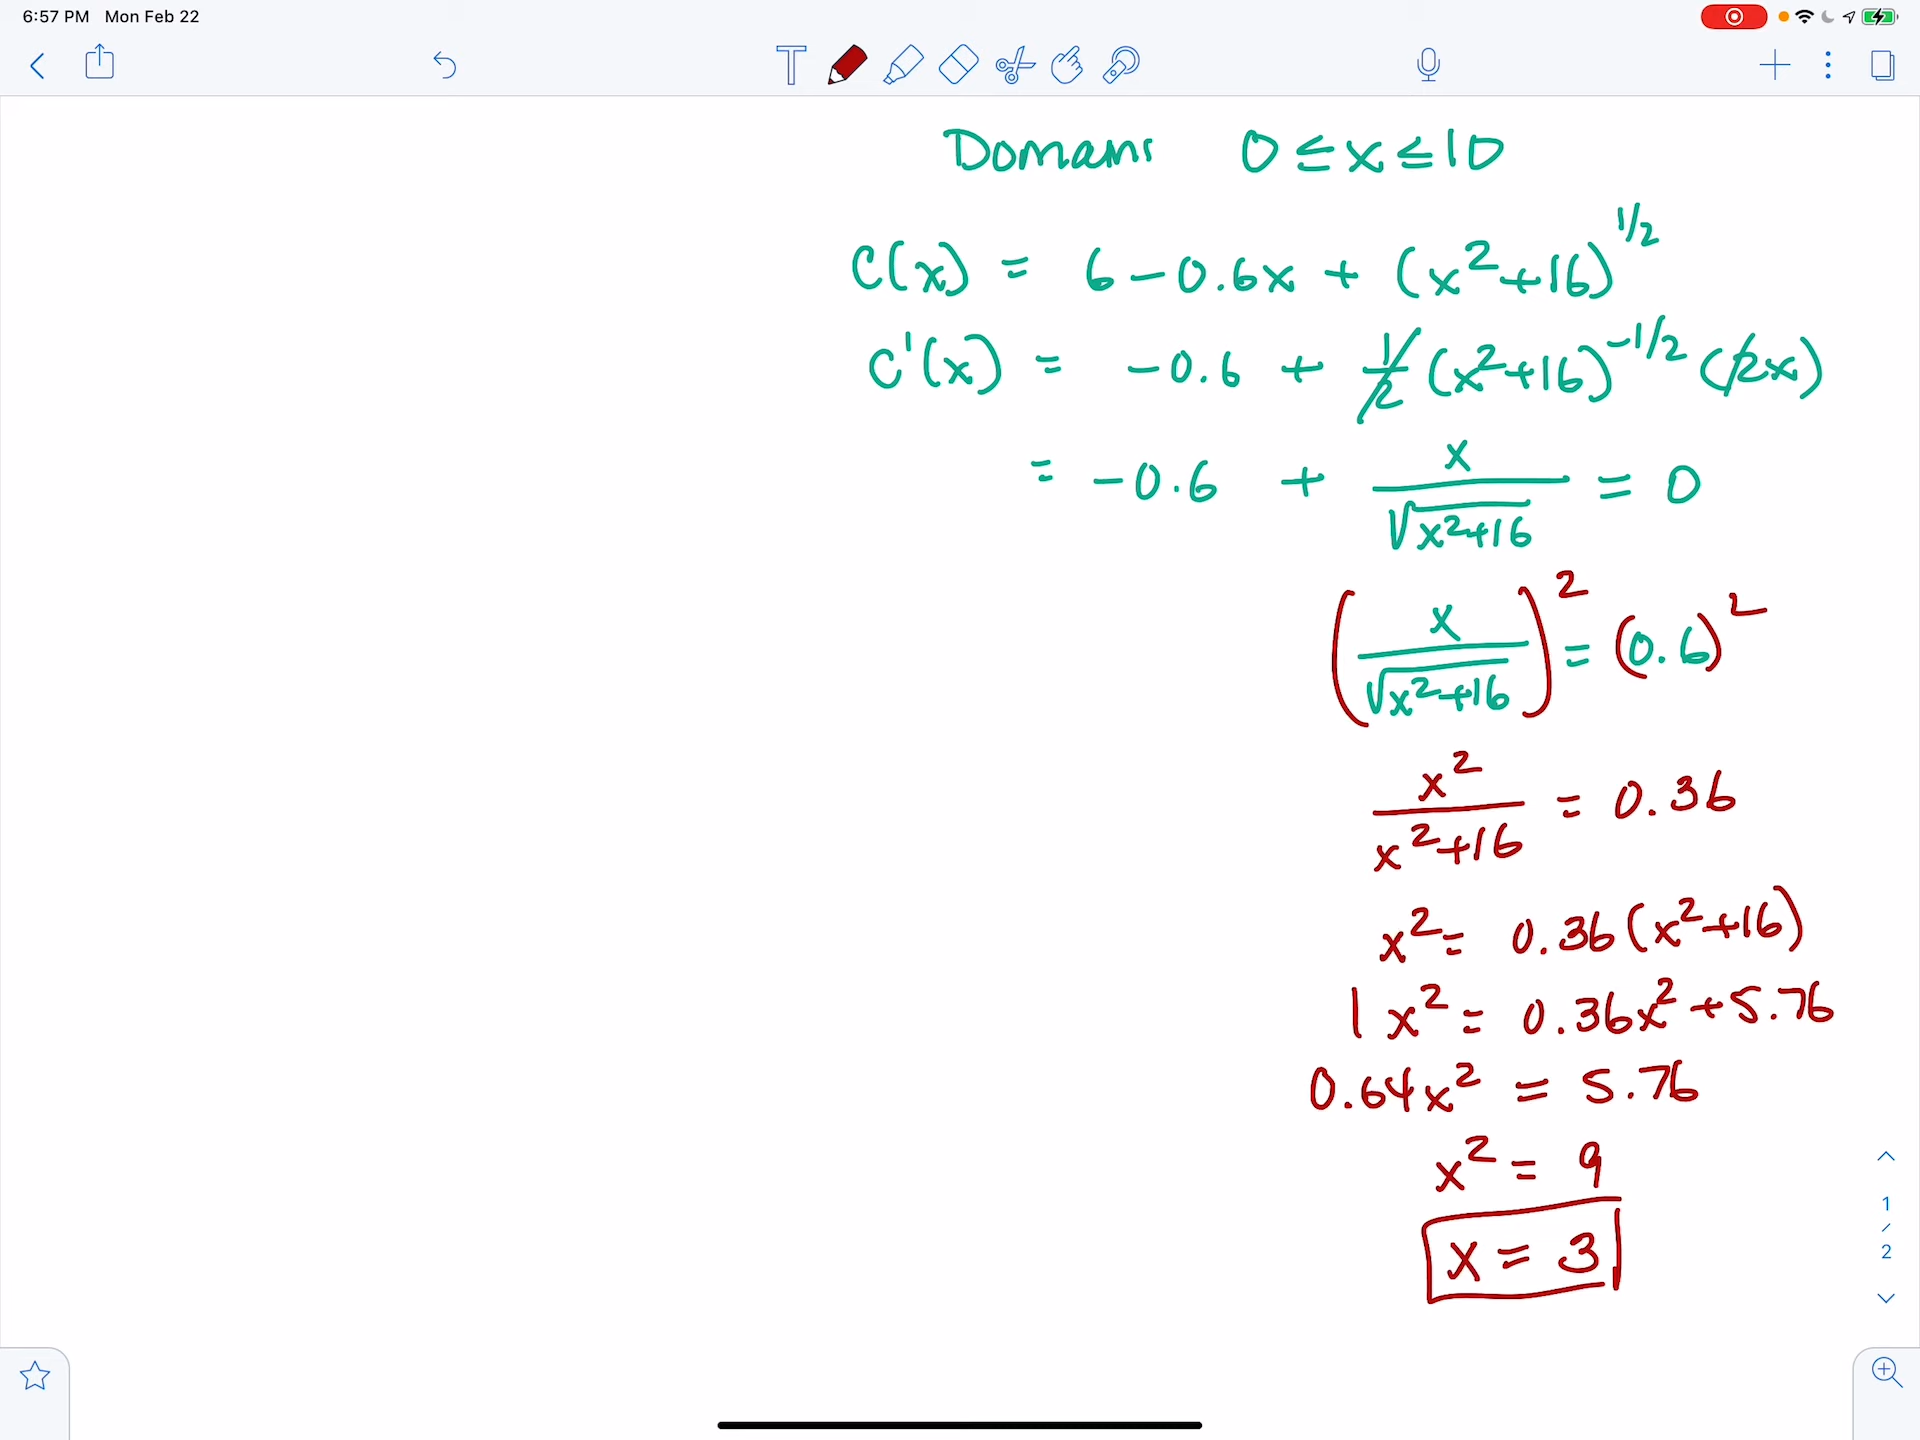 6:57 PM Mon Feb 22
T
Domain 0 ≤ x ≤ 10
C(x) = 6 - 0.6x + (x²+16)^1/2
C'(x) = -0.6 + 1/2 (x²+16)^-1/2 (2x)
= -0.6 + x/√(x²+16) = 0
(x/√(x²+16))² = (0.6)²
x²/(x²+16) = 0.36
x² = 0.36(x²+16)
1x² = 0.36x² + 5.76
0.64x² = 5.76
x² = 9
x = 3
1
/
2